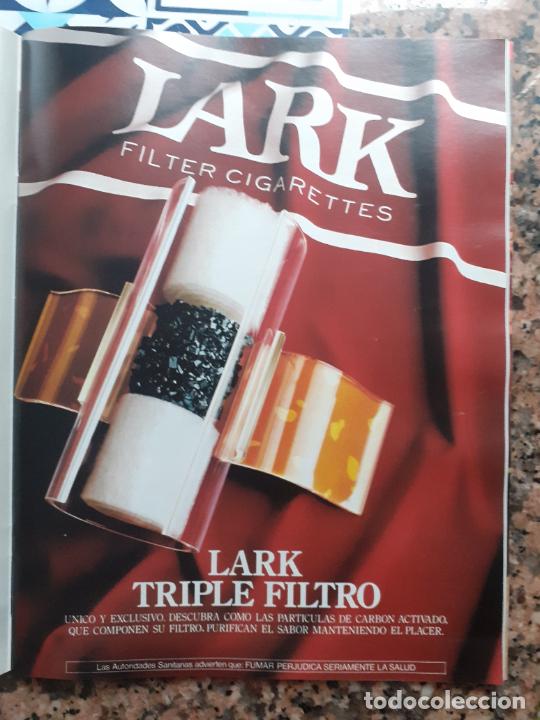 LARK
FILTER CIGARETTES
LARK
TRIPLE FILTRO
UNICO Y EXCLUSIVO. DESCUBRA COMO LAS PARTICULAS DE CARBON ACTIVADO,
QUE COMPONEN SU FILTRO, PURIFICAN EL SABOR MANTENIENDO EL PLACER.
Las Autoridades Sanitarias advierten que: FUMAR PERJUDICA SERIAMENTE LA SALUD
todocoleccion